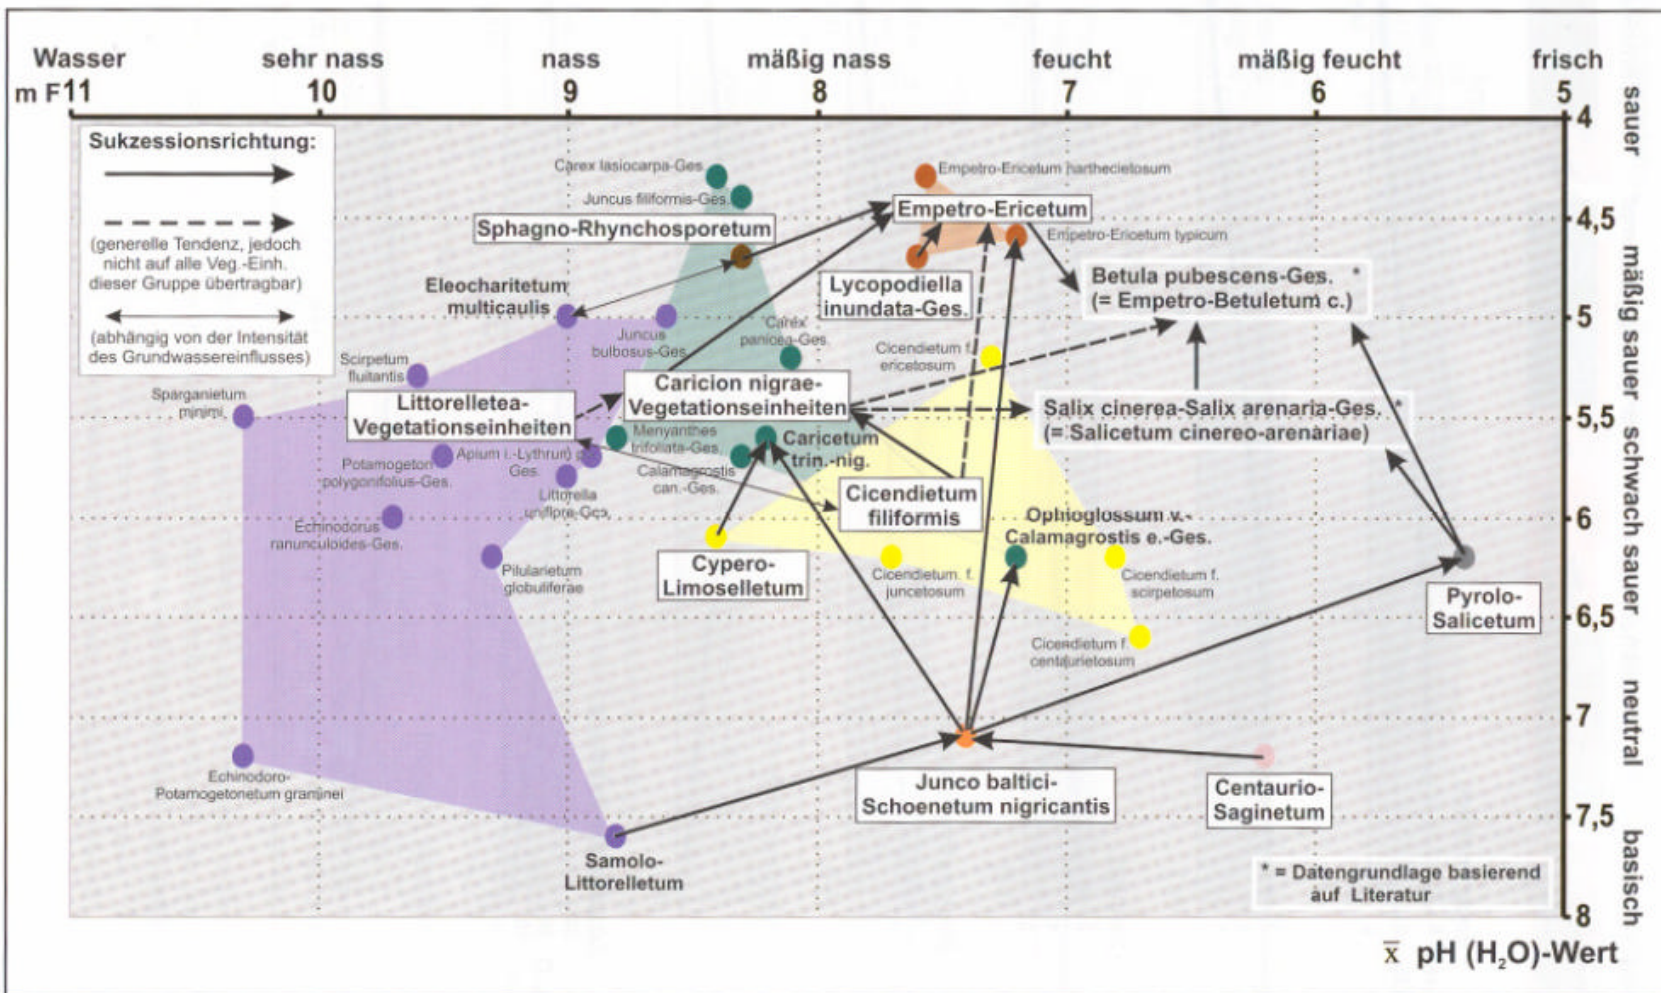 Wasser sehr nass nass mäßig nass feucht mäßig feucht frisch
m F 11 10 9 8 7 6 5
sauer
4
Sukzessionsrichtung:
(generelle Tendenz, jedoch
nicht auf alle Veg.-Einh.
dieser Gruppe übertragbar)
(abhängig von der Intensität
des Grundwassereinflusses)
Carex lasiocarpa-Ges.
Juncus filiformis-Ges.
Sphagno-Rhynchosporetum
Empetro-Ericetum narthecietosum
Empetro-Ericetum
4,5
Empetro-Ericetum typicum
mäßig sauer
Eleocharitetum
multicaulis
Lycopodiella
inundata-Ges.
Betula pubescens-Ges. *
(= Empetro-Betuletum c.)
5
Juncus
bulbosus-Ges.
Carex
panicea-Ges.
Cicendietum f.
ericetosum
Scirpetum
fluitantis
Sparganietum
minimi
Littorelletea-
Vegetationseinheiten
Caricion nigrae-
Vegetationseinheiten
Salix cinerea-Salix arenaria-Ges. *
(= Salicetum cinereo-arenariae)
5,5
schwach sauer
Menyanthes
trifoliata-Ges.
Caricetum
trin.-nig.
Potamogeton
polygonifolius-Ges.
Apium i.-Lythrum p.
Ges.
Calamagrostis
can.-Ges.
Littorella
uniflora-Ges.
Cicendietum
filiformis
Echinodorus
ranunculoides-Ges.
Ophioglossum v.-
Calamagrostis e.-Ges.
6
Pilularietum
globuliferae
Cypero-
Limoselletum
Cicendietum f.
juncetosum
Cicendietum f.
scirpetosum
Pyrolo-
Salicetum
6,5
Cicendietum f.
centaurietosum
neutral
7
Echinodoro-
Potamogetonetum graminei
Junco baltici-
Schoenetum nigricantis
Centaurio-
Saginetum
7,5
basisch
Samolo-
Littorelletum
* = Datengrundlage basierend
auf Literatur
8
x̅ pH (H₂O)-Wert